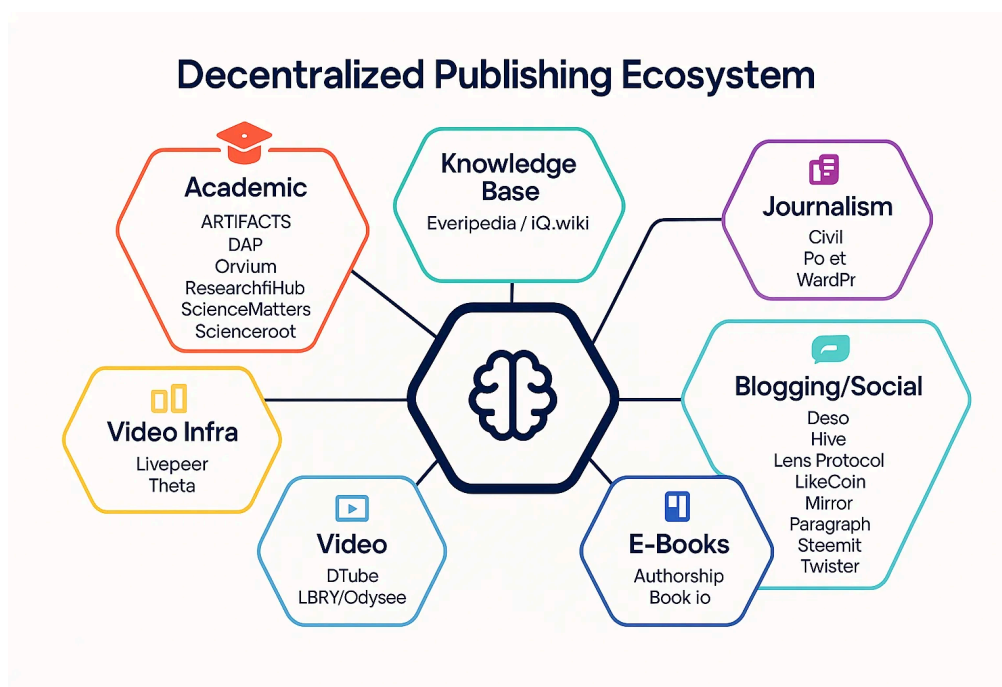 Decentralized Publishing Ecosystem
Academic
ARTIFACTS
DAP
Orvium
ResearchfiHub
ScienceMatters
Scienceroot
Knowledge
Base
Everipedia / iQ.wiki
Journalism
Civil
Po et
WardPr
Video Infra
Livepeer
Theta
Blogging/Social
Deso
Hive
Lens Protocol
LikeCoin
Mirror
Paragraph
Steemit
Twister
Video
DTube
LBRY/Odysee
E-Books
Authorship
Book io